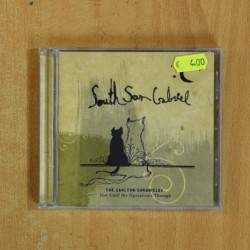 € 4,00
South San Gabriel
THE CARLTON CHRONICLES
Not Until the Operation's Through